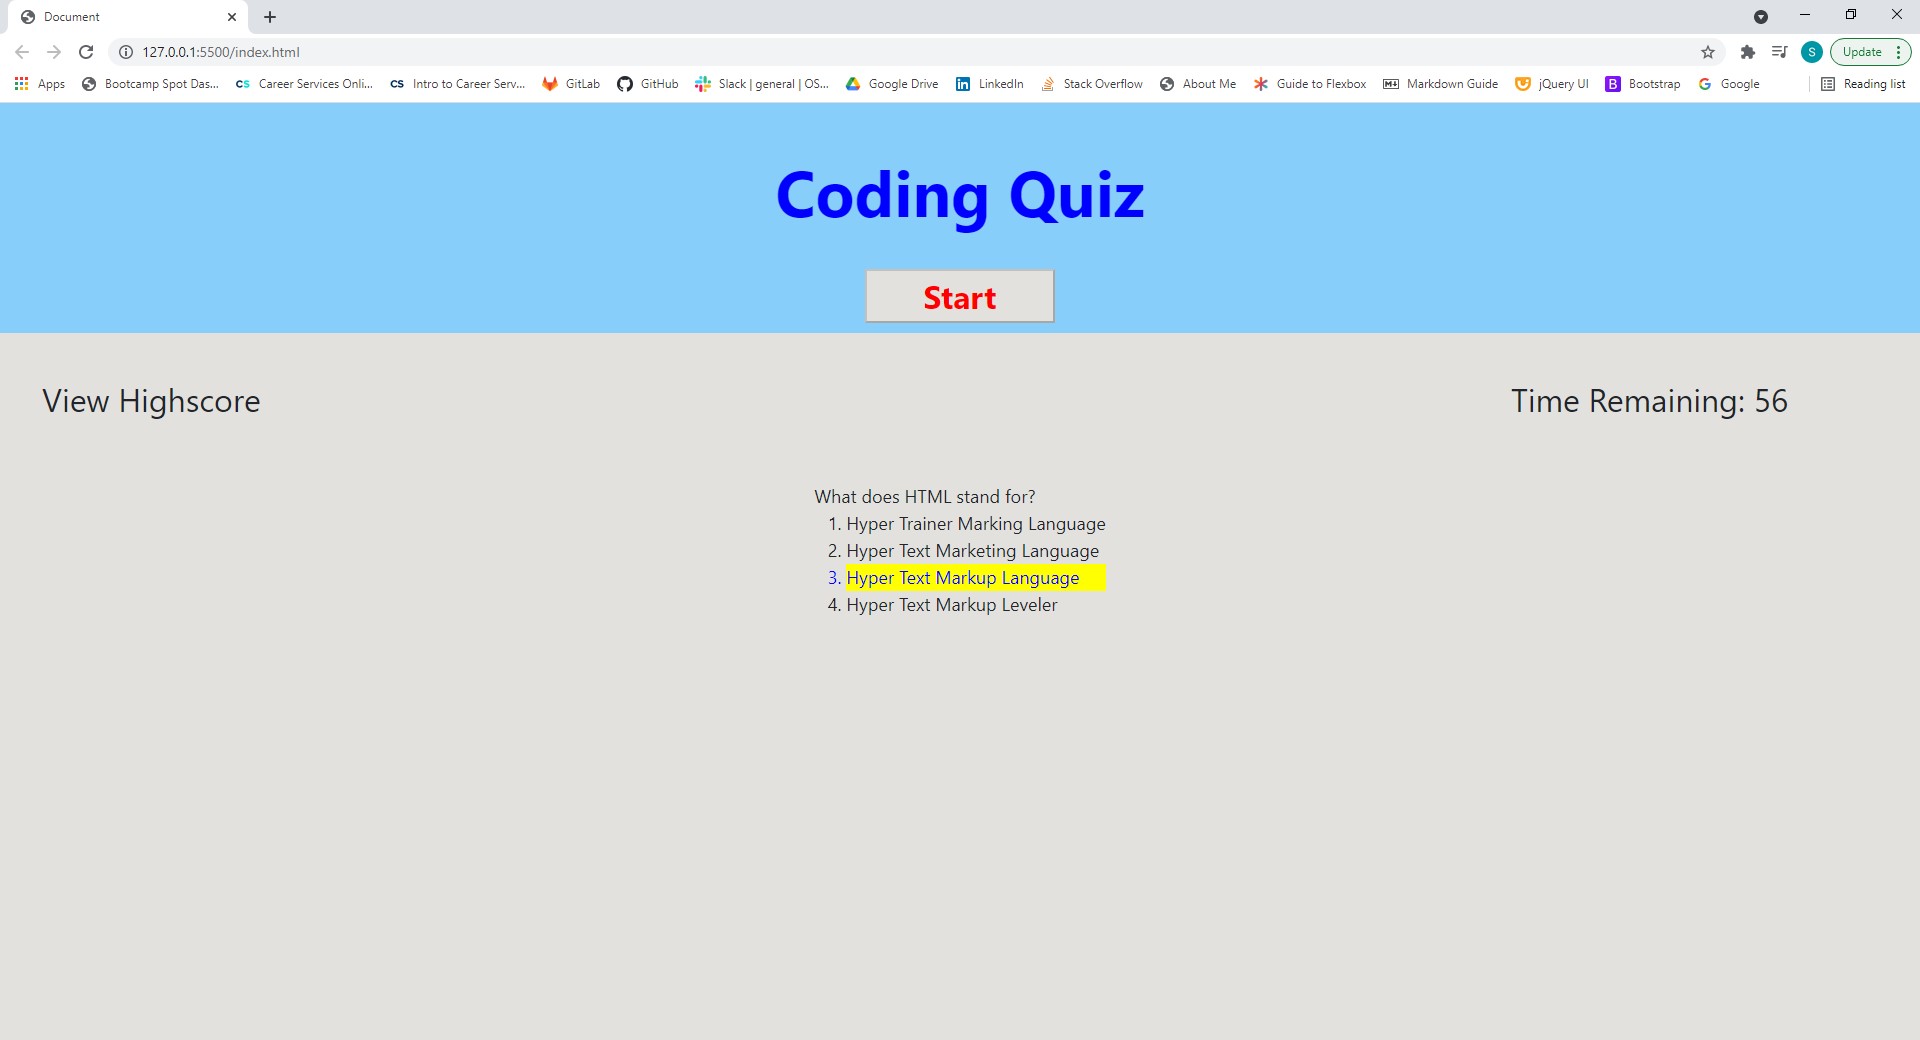 Document
127.0.0.1:5500/index.html
S
Update
Apps
Bootcamp Spot Das...
CS Career Services Onli...
CS Intro to Career Serv...
GitLab
GitHub
Slack | general | OS...
Google Drive
in LinkedIn
Stack Overflow
About Me
Guide to Flexbox
Markdown Guide
jQuery UI
B Bootstrap
G Google
Reading list
Coding Quiz
Start
View Highscore
Time Remaining: 56
What does HTML stand for?
1. Hyper Trainer Marking Language
2. Hyper Text Marketing Language
3. Hyper Text Markup Language
4. Hyper Text Markup Leveler